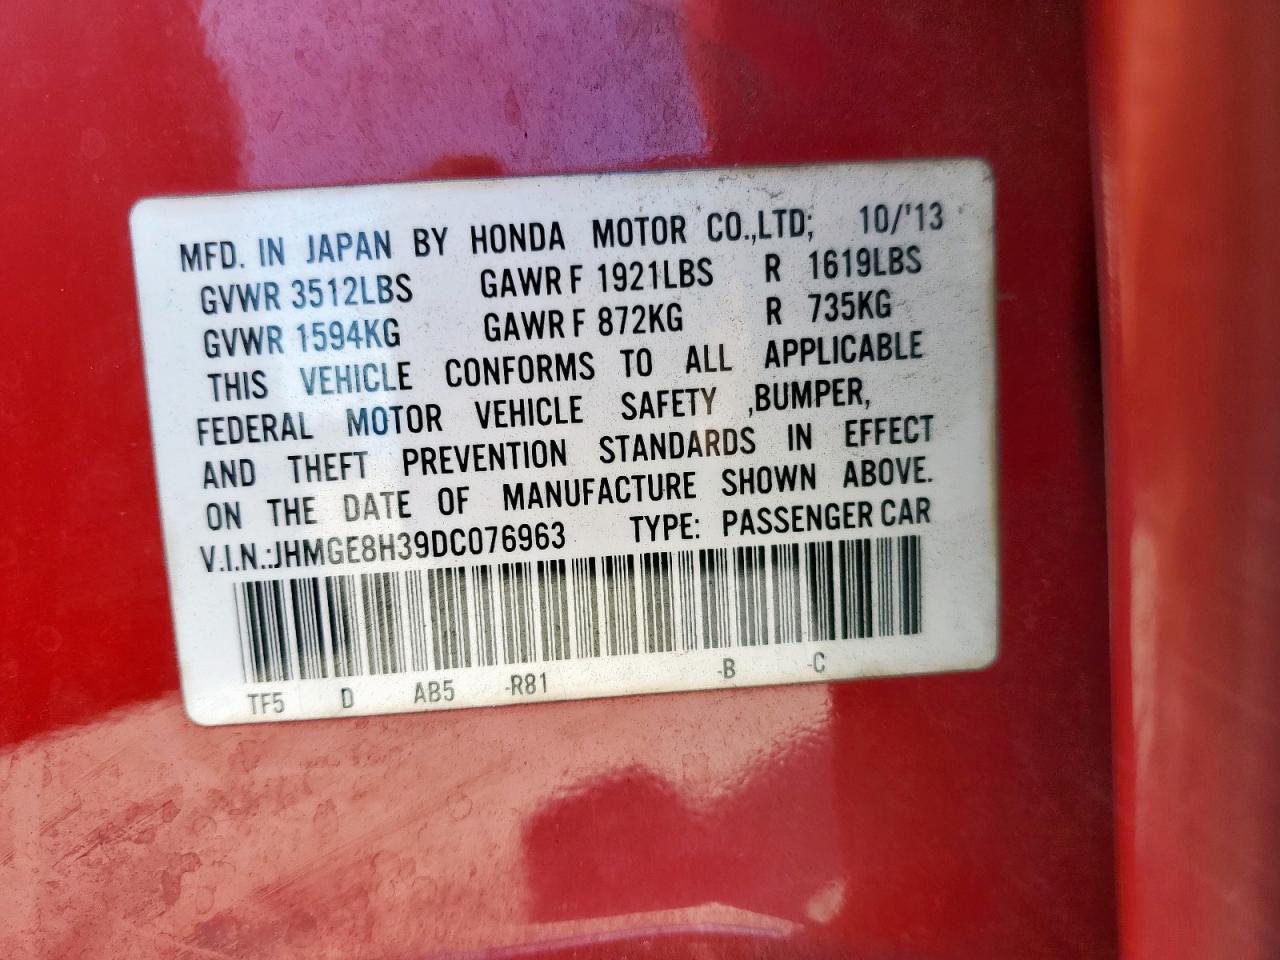 MFD. IN JAPAN BY HONDA MOTOR CO.,LTD; 10/'13
GVWR 3512LBS GAWR F 1921LBS R 1619LBS
GVWR 1594KG GAWR F 872KG R 735KG
THIS VEHICLE CONFORMS TO ALL APPLICABLE
FEDERAL MOTOR VEHICLE SAFETY ,BUMPER,
AND THEFT PREVENTION STANDARDS IN EFFECT
ON THE DATE OF MANUFACTURE SHOWN ABOVE.
V.I.N.:JHMGE8H39DC076963 TYPE: PASSENGER CAR
TF5 D AB5 -R81 -B -C